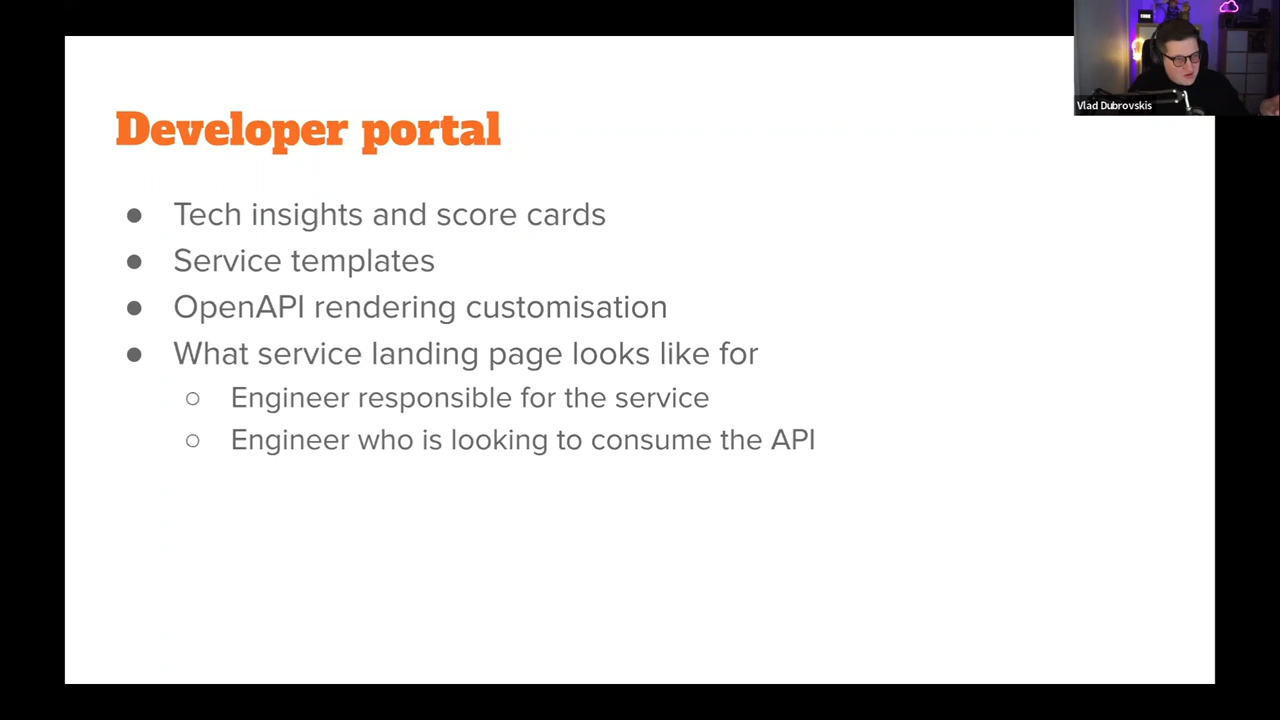 Developer portal
● Tech insights and score cards
● Service templates
● OpenAPI rendering customisation
● What service landing page looks like for
○ Engineer responsible for the service
○ Engineer who is looking to consume the API
Vlad Dubrovskis